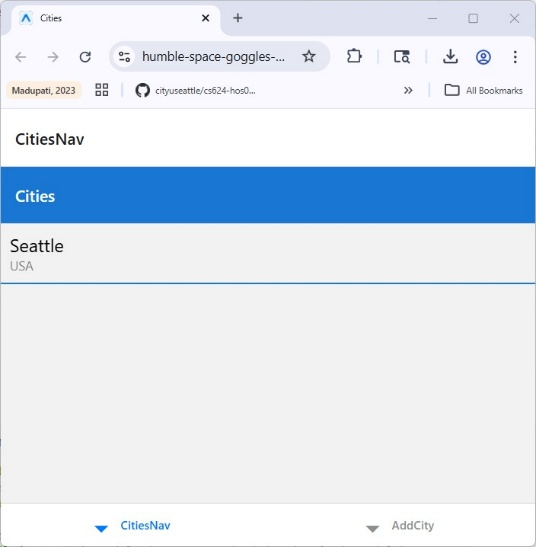 Cities
humble-space-goggles-...
Madupati, 2023
cityuseattle/cs624-hos0...
All Bookmarks
CitiesNav
Cities
Seattle
USA
CitiesNav
AddCity